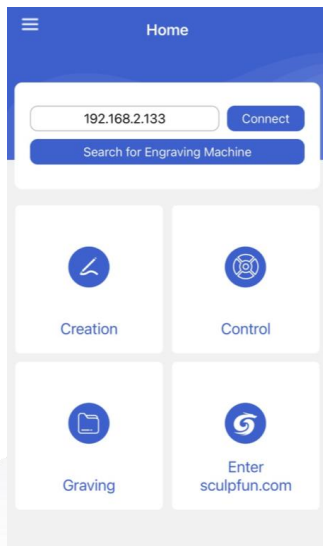 Home
192.168.2.133
Connect
Search for Engraving Machine
Creation
Control
Graving
Enter
sculpfun.com